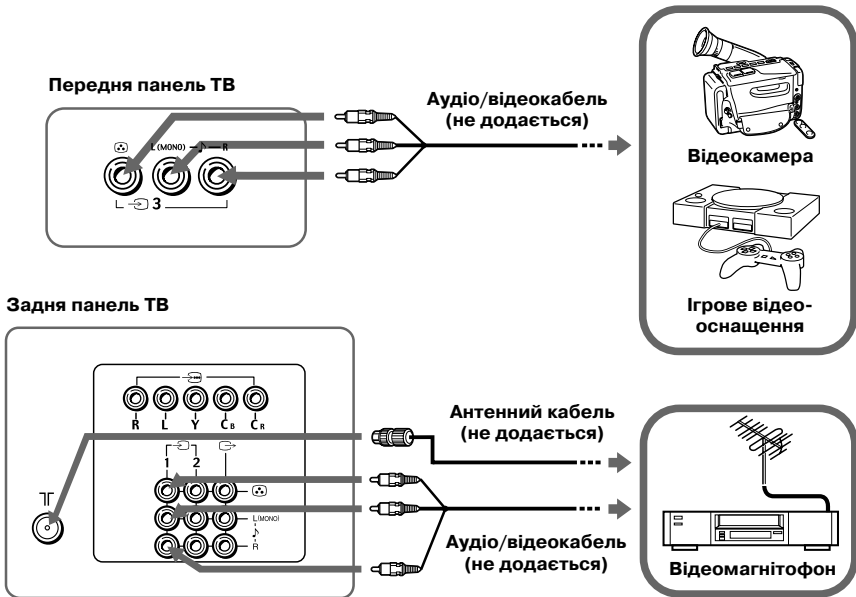 Передня панель ТВ
Аудіо/відеокабель
(не додається)
L (MONO)
R
3
Відеокамера
Ігрове відео-
оснащення
Задня панель ТВ
R L Y CB CR
1 2
L(MONO)
R
Антенний кабель
(не додається)
Аудіо/відеокабель
(не додається)
Відеомагнітофон